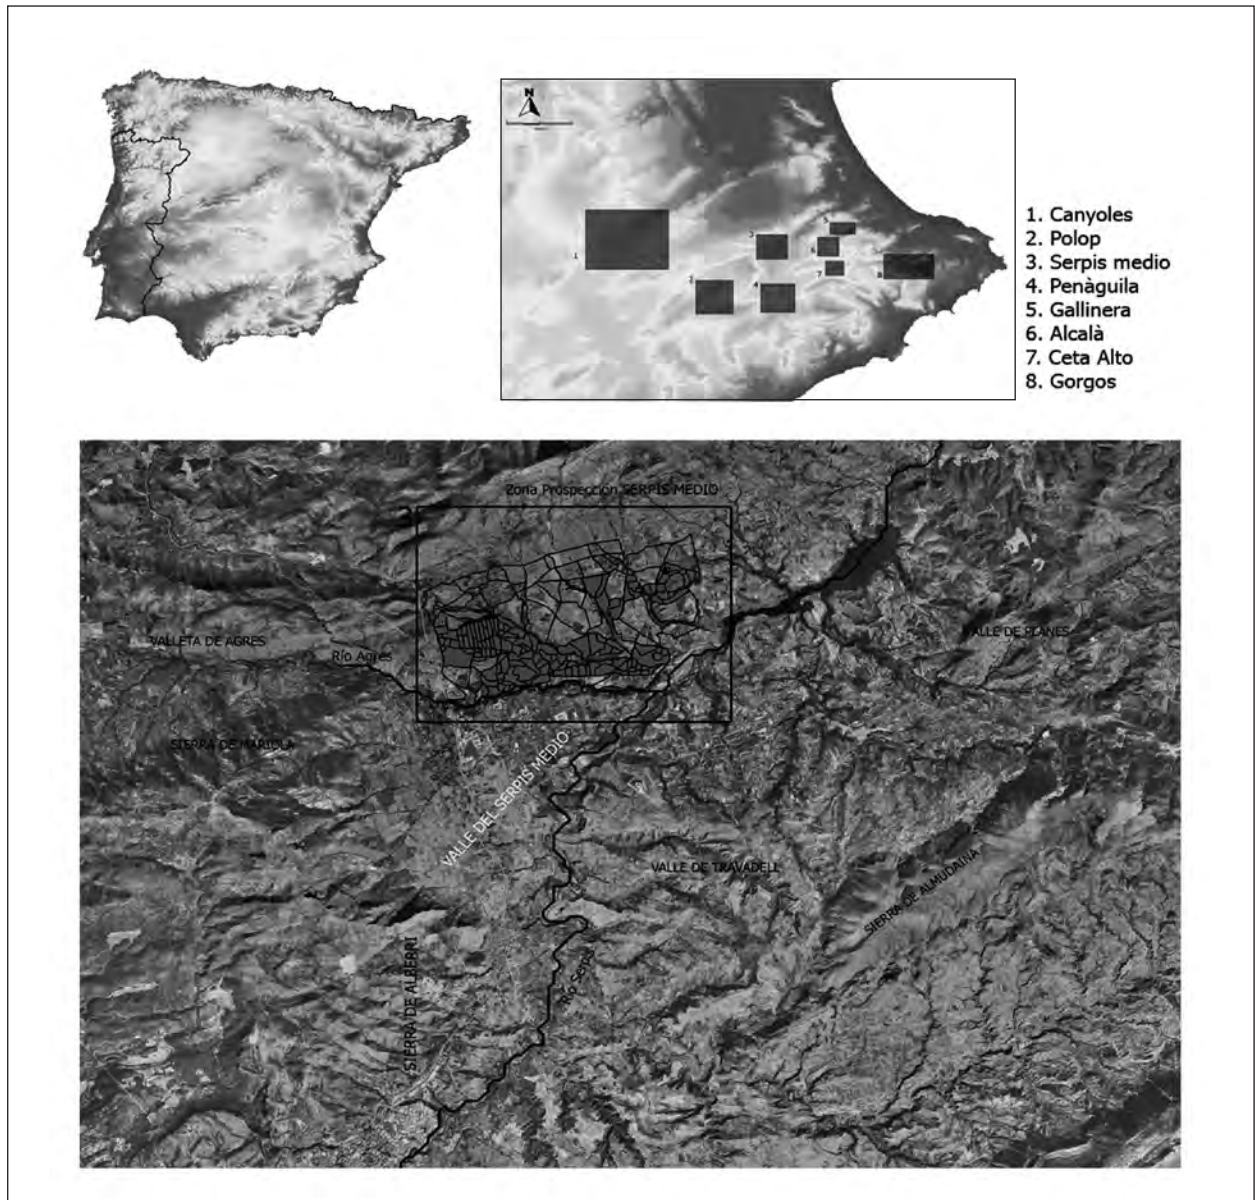 N
1
2
3
4
5
6
7
8
1. Canyoles
2. Polop
3. Serpis medio
4. Penàguila
5. Gallinera
6. Alcalà
7. Ceta Alto
8. Gorgos
Zona Prospección SERPIS MEDIO
VALLETA DE AGRES
Río Agres
VALLE DE PLANES
SIERRA DE MARIOLA
VALLE DEL SERPIS MEDIO
VALLE DE TRAVADELL
SIERRA DE ALMUDAINA
SIERRA DE ALBERRI
Río Serpis